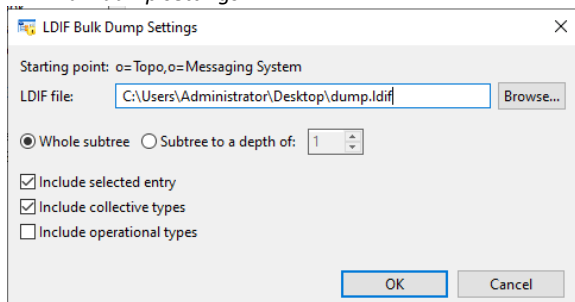 LDIF Bulk Dump Settings
Starting point: o=Topo,o=Messaging System
LDIF file: C:\Users\Administrator\Desktop\dump.ldif Browse...
Whole subtree Subtree to a depth of: 1
Include selected entry
Include collective types
Include operational types
OK Cancel